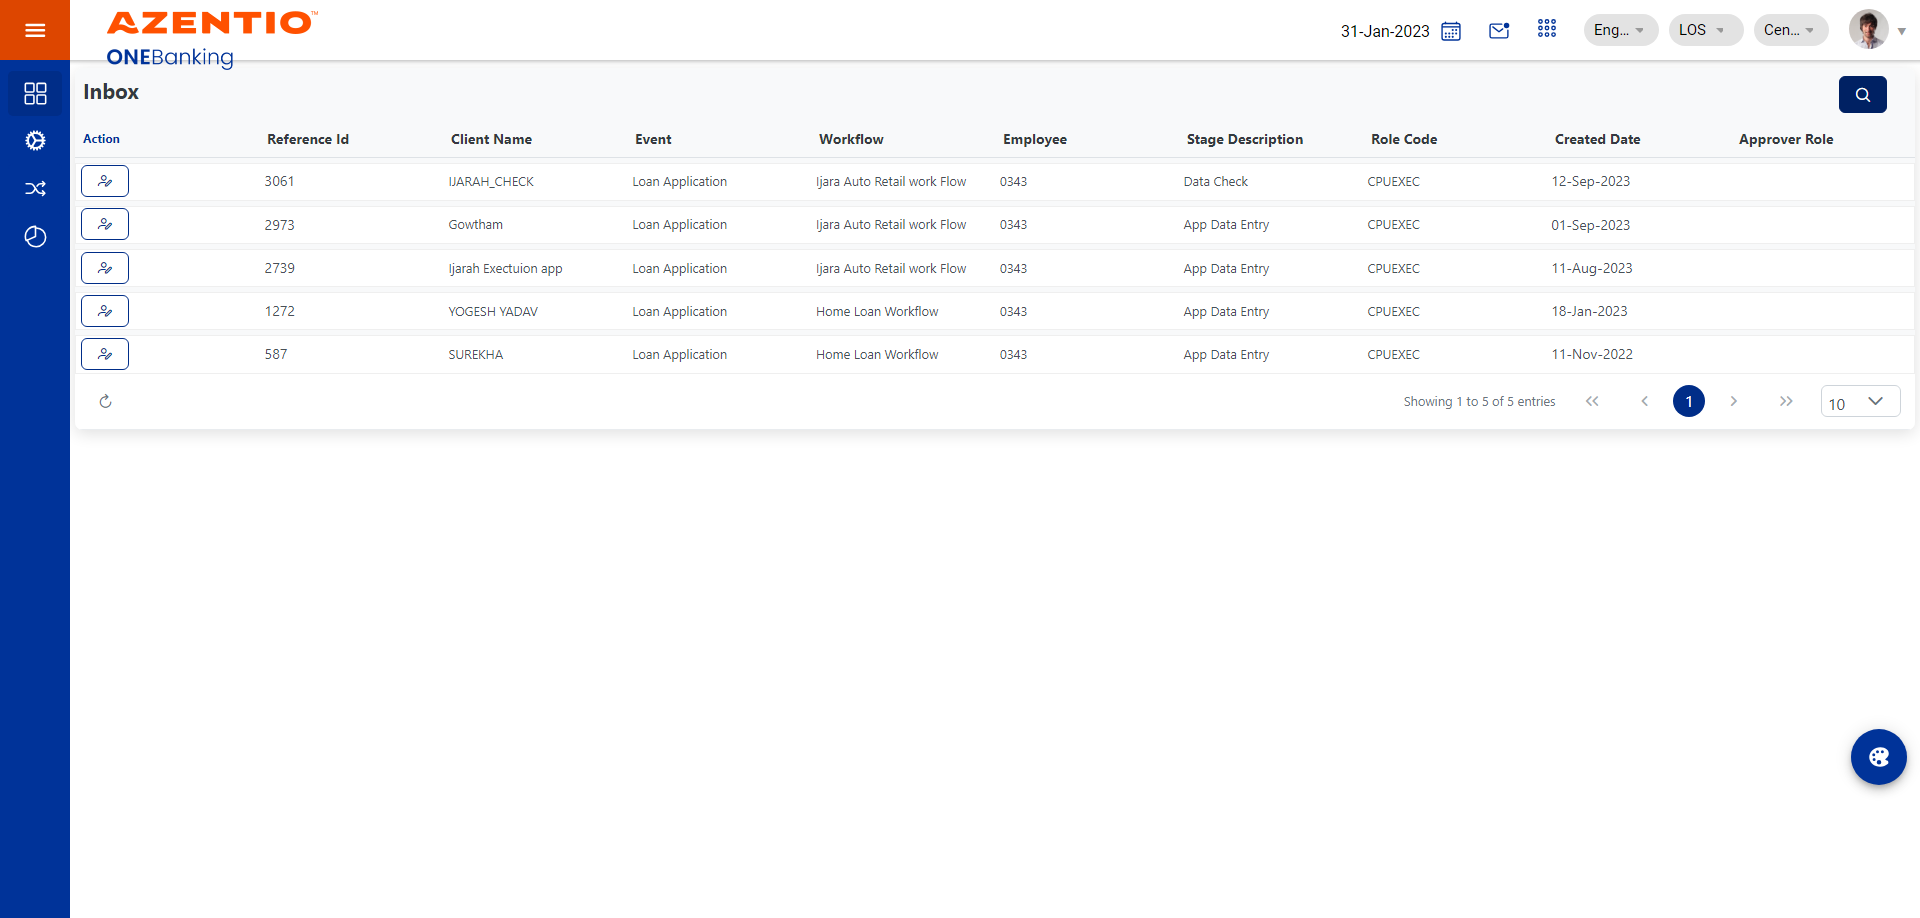 AZENTIO™
ONEBanking
31-Jan-2023
Eng...
LOS
Cen...
Inbox
Action Reference Id Client Name Event Workflow Employee Stage Description Role Code Created Date Approver Role
3061 IJARAH_CHECK Loan Application Ijara Auto Retail work Flow 0343 Data Check CPUEXEC 12-Sep-2023
2973 Gowtham Loan Application Ijara Auto Retail work Flow 0343 App Data Entry CPUEXEC 01-Sep-2023
2739 Ijarah Exectuion app Loan Application Ijara Auto Retail work Flow 0343 App Data Entry CPUEXEC 11-Aug-2023
1272 YOGESH YADAV Loan Application Home Loan Workflow 0343 App Data Entry CPUEXEC 18-Jan-2023
587 SUREKHA Loan Application Home Loan Workflow 0343 App Data Entry CPUEXEC 11-Nov-2022
Showing 1 to 5 of 5 entries 1 10